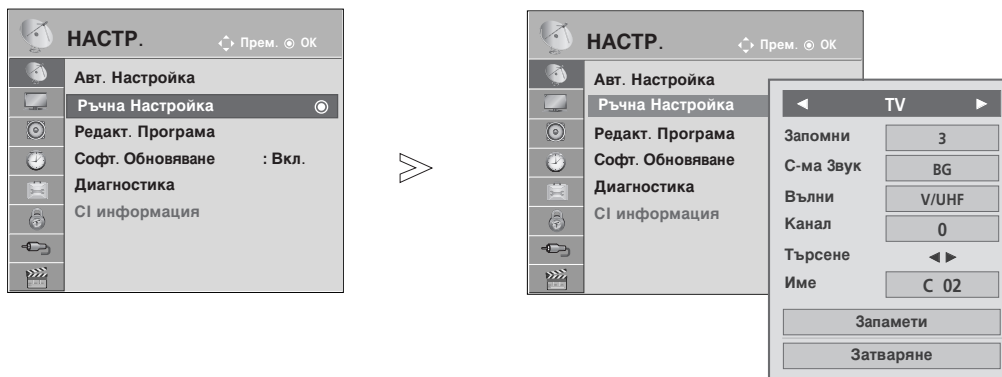 НАСТР.
Прем. ОК
Авт. Настройка
Ръчна Настройка
Редакт. Програма
Софт. Обновяване : Вкл.
Диагностика
CI информация
НАСТР.
Прем. ОК
Авт. Настройка
Ръчна Настройка
Редакт. Програма
Софт. Обновяване
Диагностика
CI информация
◄ TV ►
Запомни 3
С-ма Звук BG
Вълни V/UHF
Канал 0
Търсене ◄ ►
Име C 02
Запамети
Затваряне